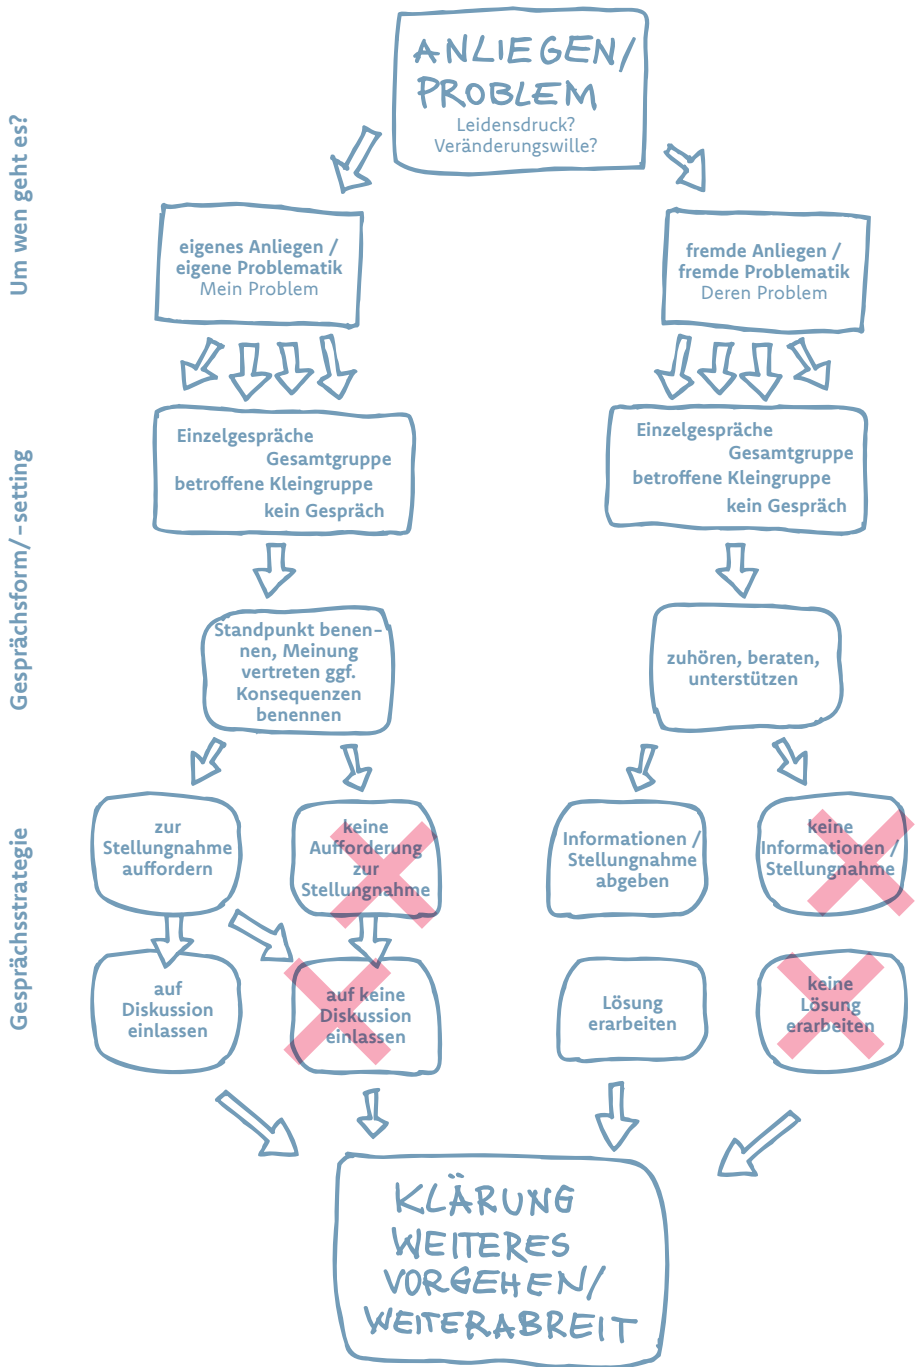 ANLIEGEN/
PROBLEM
Leidensdruck?
Veränderungswille?
Um wen geht es?
eigenes Anliegen /
eigene Problematik
Mein Problem
fremde Anliegen /
fremde Problematik
Deren Problem
Gesprächsform/-setting
Einzelgespräche
Gesamtgruppe
betroffene Kleingruppe
kein Gespräch
Einzelgespräche
Gesamtgruppe
betroffene Kleingruppe
kein Gespräch
Standpunkt benen-
nen, Meinung
vertreten ggf.
Konsequenzen
benennen
zuhören, beraten,
unterstützen
Gesprächsstrategie
zur
Stellungnahme
auffordern
keine
Aufforderung
zur
Stellungnahme
Informationen /
Stellungnahme
abgeben
keine
Informationen /
Stellungnahme
auf
Diskussion
einlassen
auf keine
Diskussion
einlassen
Lösung
erarbeiten
keine
Lösung
erarbeiten
KLÄRUNG
WEITERES
VORGEHEN/
WEITERABREIT